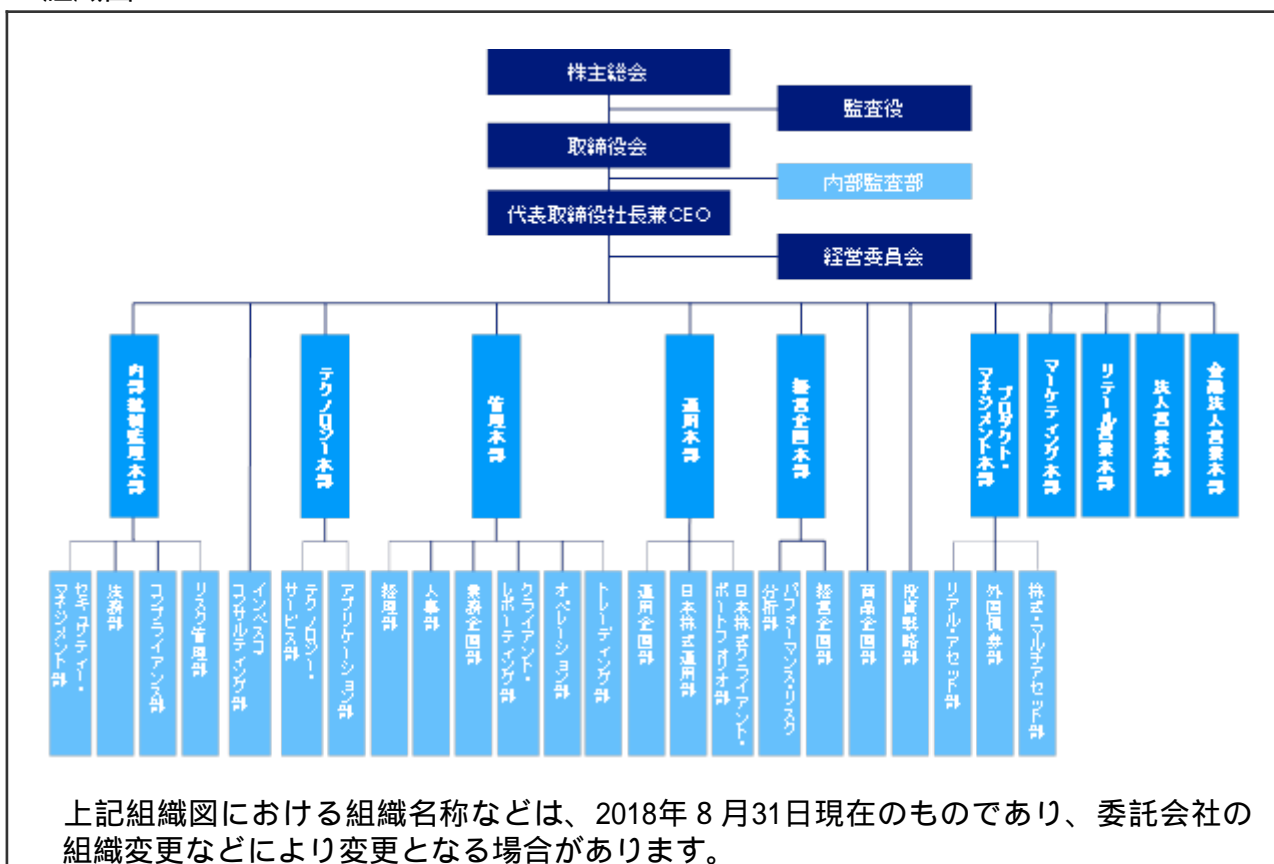 株主総会
監査役
取締役会
内部監査部
代表取締役社長兼CEO
経営委員会
内部統制監理本部
テクノロジー本部
管理本部
運用本部
経営企画本部
プロダクト・
マネジメント本部
マーケティング本部
リテール営業本部
法人営業本部
金融法人営業本部
セキュリティー・
マネジメント部
法務部
コンプライアンス部
リスク管理部
インベスコ
コンサルティング部
テクノロジー・
サービス部
アプリケーション部
経理部
人事部
業務企画部
クライアント・
レポーティング部
オペレーション部
トレーディング部
運用企画部
日本株式運用部
日本株式クライアント・
ポートフォリオ部
パフォーマンス・リスク
分析部
経営企画部
商品企画部
投資戦略部
リアル・アセット部
外国債券部
株式・マルチアセット部
上記組織図における組織名称などは、2018年8月31日現在のものであり、委託会社の
組織変更などにより変更となる場合があります。